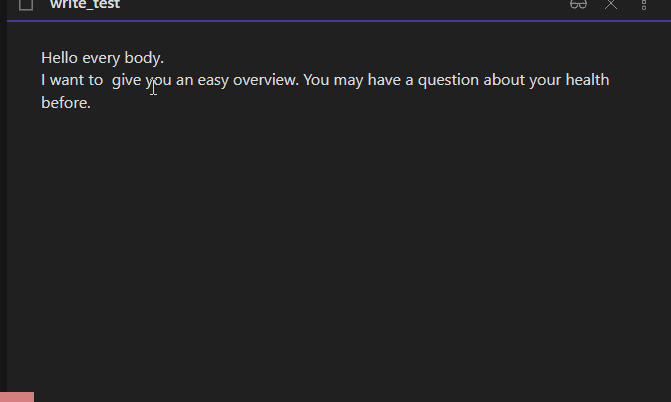 write_test
Hello every body.
I want to  give you an easy overview. You may have a question about your health
before.